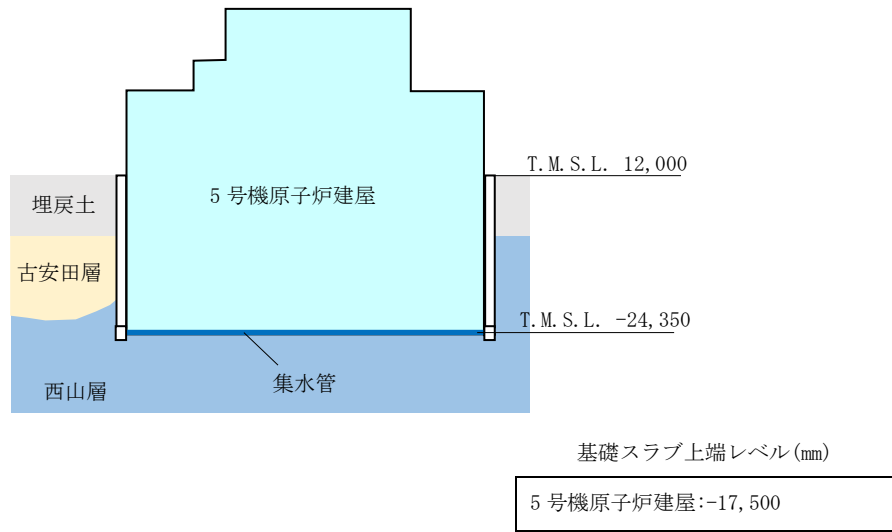 T.M.S.L. 12,000
5号機原子炉建屋
埋戻土
古安田層
T.M.S.L. -24,350
集水管
西山層
基礎スラブ上端レベル(㎜)
5号機原子炉建屋:-17,500